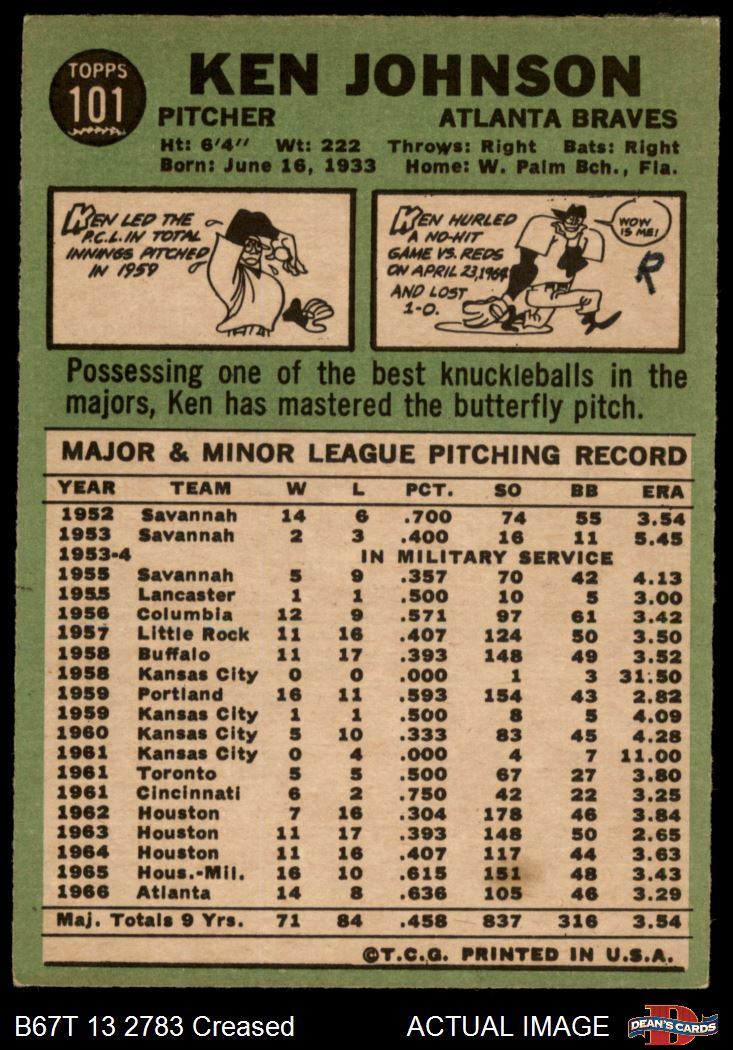 TOPPS
101
KEN JOHNSON
PITCHER ATLANTA BRAVES
Ht: 6'4" Wt: 222 Throws: Right Bats: Right
Born: June 16, 1933 Home: W. Palm Bch., Fla.
KEN LED THE
P.C.L. IN TOTAL
INNINGS PITCHED
IN 1959
KEN HURLED
A NO-HIT
GAME VS. REDS
ON APRIL 23, 1964
AND LOST
1-0.
WOW
IS ME!
R
Possessing one of the best knuckleballs in the
majors, Ken has mastered the butterfly pitch.
MAJOR & MINOR LEAGUE PITCHING RECORD
YEAR TEAM W L PCT. SO BB ERA
1952 Savannah 14 6 .700 74 55 3.54
1953 Savannah 2 3 .400 16 11 5.45
1953-4 IN MILITARY SERVICE
1955 Savannah 5 9 .357 70 42 4.13
1955 Lancaster 1 1 .500 10 5 3.00
1956 Columbia 12 9 .571 97 61 3.42
1957 Little Rock 11 16 .407 124 50 3.50
1958 Buffalo 11 17 .393 148 49 3.52
1958 Kansas City 0 0 .000 1 3 31.50
1959 Portland 16 11 .593 154 43 2.82
1959 Kansas City 1 1 .500 8 5 4.09
1960 Kansas City 5 10 .333 83 45 4.28
1961 Kansas City 0 4 .000 4 7 11.00
1961 Toronto 5 5 .500 67 27 3.80
1961 Cincinnati 6 2 .750 42 22 3.25
1962 Houston 7 16 .304 178 46 3.84
1963 Houston 11 17 .393 148 50 2.65
1964 Houston 11 16 .407 117 44 3.63
1965 Hous.-Mil. 16 10 .615 151 48 3.43
1966 Atlanta 14 8 .636 105 46 3.29
Maj. Totals 9 Yrs. 71 84 .458 837 316 3.54
©T.C.G. PRINTED IN U.S.A.
B67T 13 2783 Creased ACTUAL IMAGE
D
DEAN'S CARDS